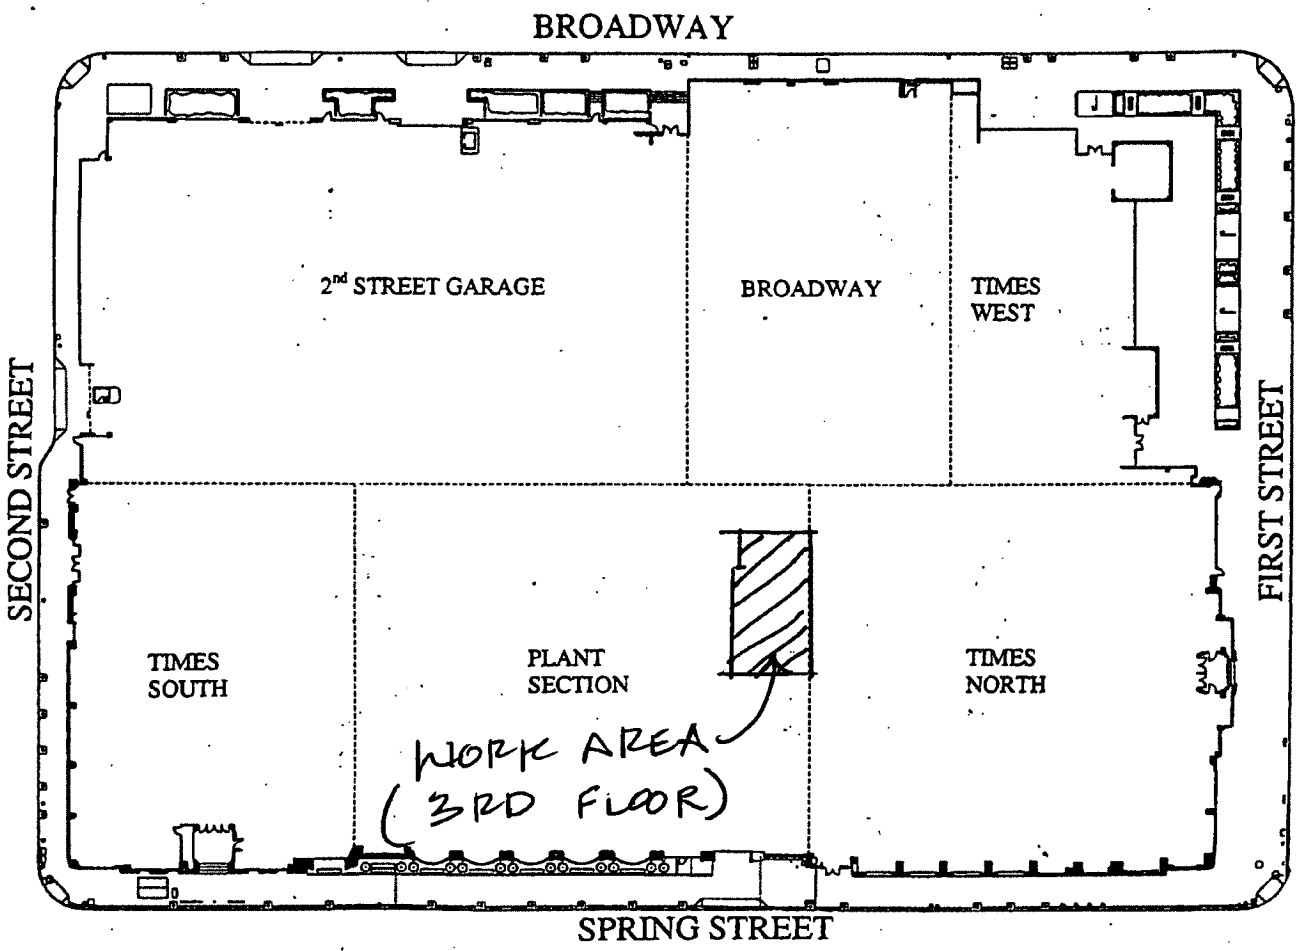 BROADWAY
2nd STREET GARAGE
BROADWAY
TIMES
WEST
SECOND STREET
FIRST STREET
TIMES
SOUTH
PLANT
SECTION
TIMES
NORTH
WORK AREA
(3RD FLOOR)
SPRING STREET